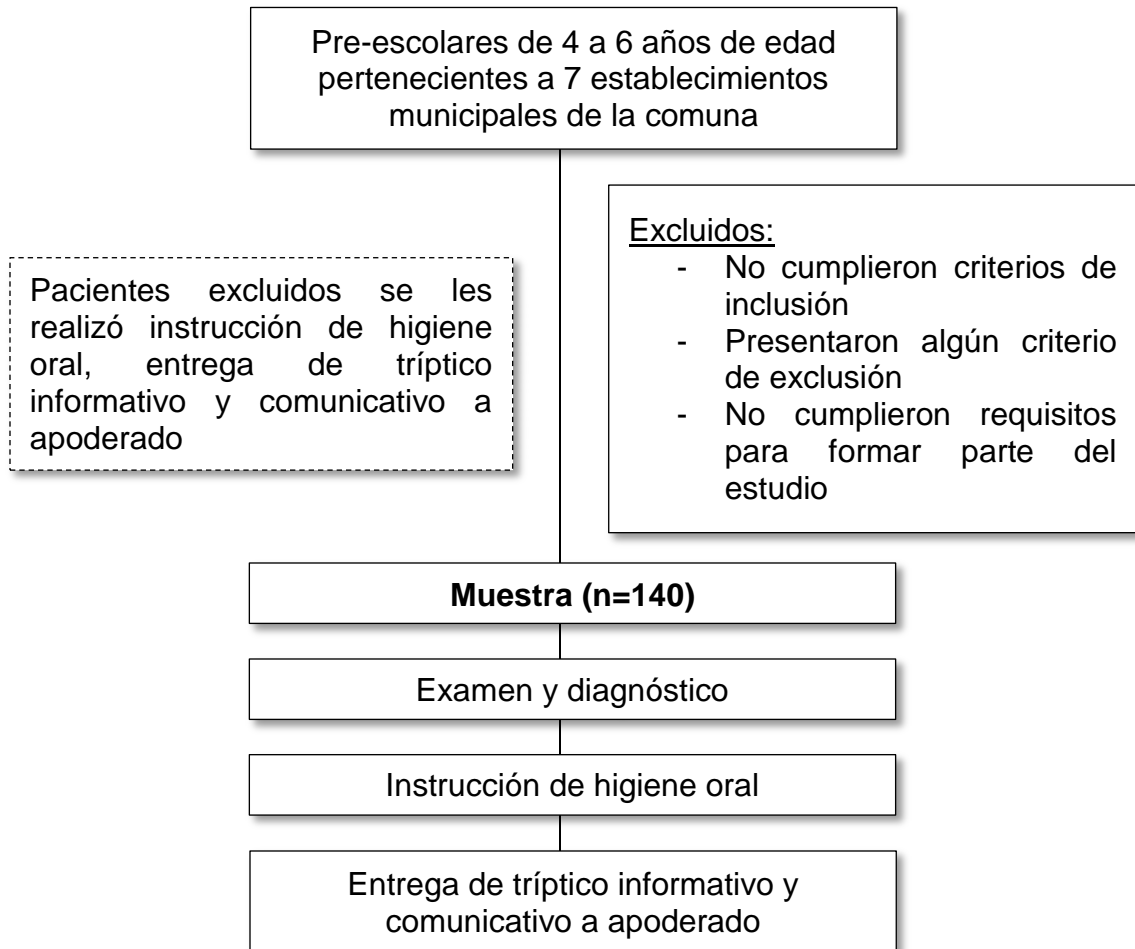 Pre-escolares de 4 a 6 años de edad
pertenecientes a 7 establecimientos
municipales de la comuna
Excluidos:
- No cumplieron criterios de
inclusión
- Presentaron algún criterio
de exclusión
- No cumplieron requisitos
para formar parte del
estudio
Pacientes excluidos se les
realizó instrucción de higiene
oral, entrega de tríptico
informativo y comunicativo a
apoderado
Muestra (n=140)
Examen y diagnóstico
Instrucción de higiene oral
Entrega de tríptico informativo y
comunicativo a apoderado